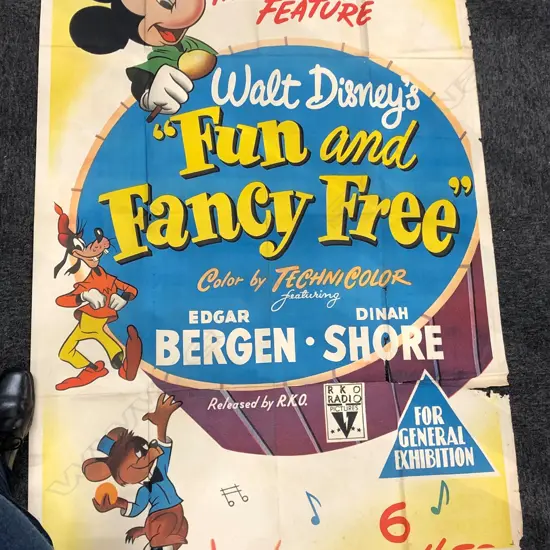 FEATURE
Walt Disney's
"Fun and
Fancy Free"
Color by TECHNICOLOR
featuring
EDGAR
BERGEN ·
DINAH
SHORE
Released by R.K.O.
RKO
RADIO
PICTURES
FOR
GENERAL
EXHIBITION
6